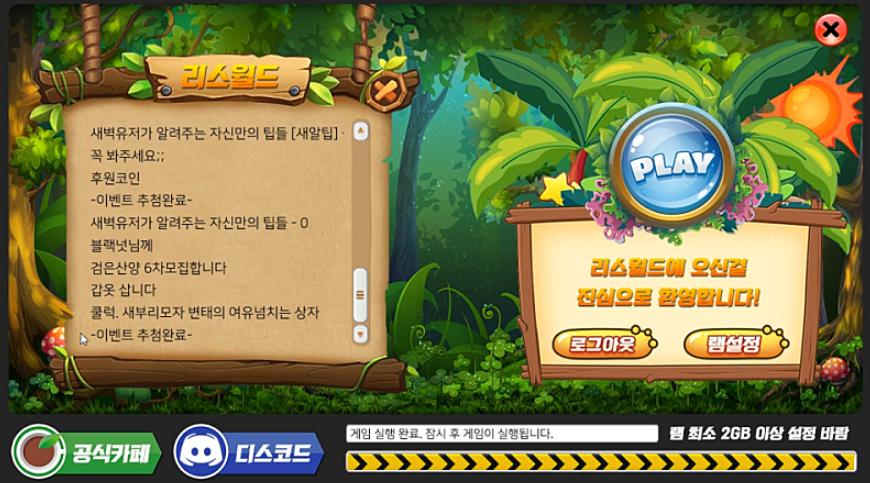 리스월드
새벽유저가 알려주는 자신만의 팁들 [새알팁] -
꼭 봐주세요;;
후원코인
-이벤트 추첨완료-
새벽유저가 알려주는 자신만의 팁들 - 0
블랙넛님께
검은산양 6차모집합니다
갑옷 삽니다
쿨럭. 새부리모자 변태의 여유넘치는 상자
-이벤트 추첨완료-
PLAY
리스월드에 오신걸
진심으로 환영합니다!
로그아웃
램설정
공식카페
디스코드
게임 실행 완료. 잠시 후 게임이 실행됩니다.
램 최소 2GB 이상 설정 바람